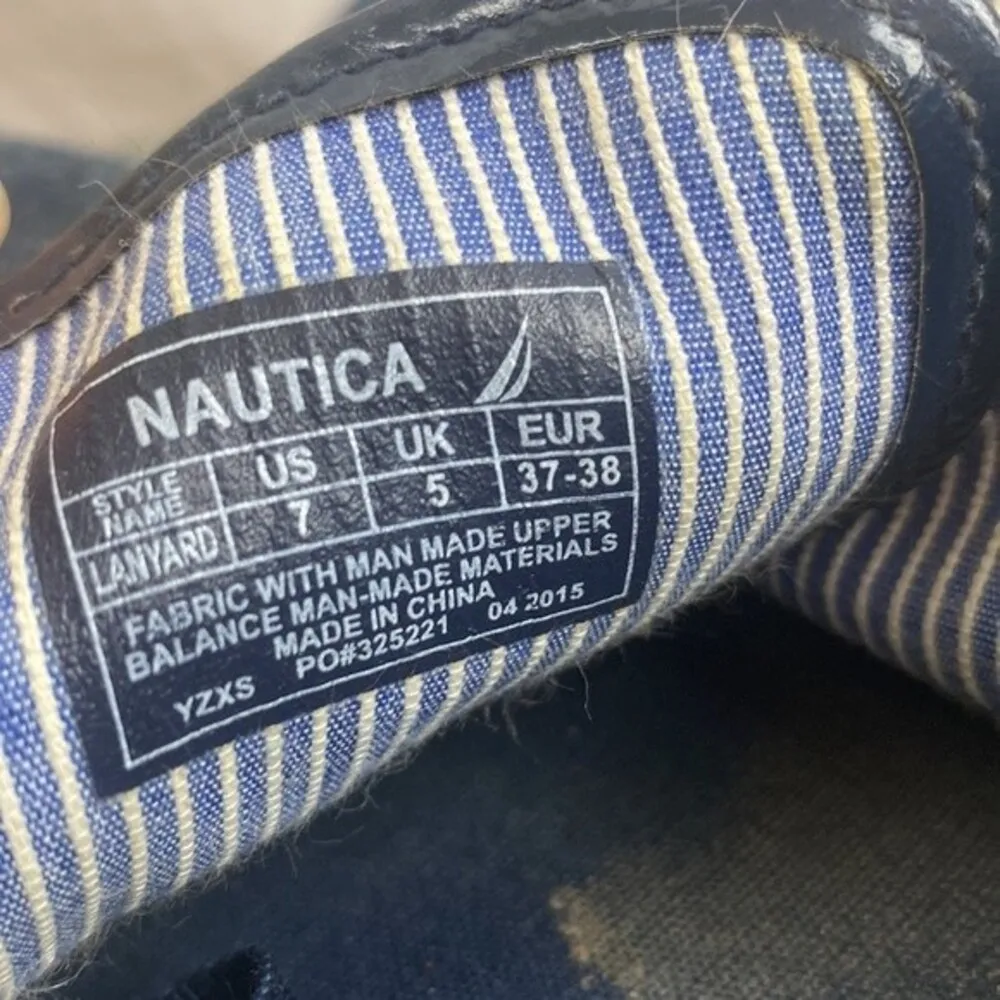 NAUTICA
STYLE NAME US UK EUR
LANYARD 7 5 37-38
FABRIC WITH MAN MADE UPPER
BALANCE MAN-MADE MATERIALS
MADE IN CHINA
PO#325221 04 2015
YZXS